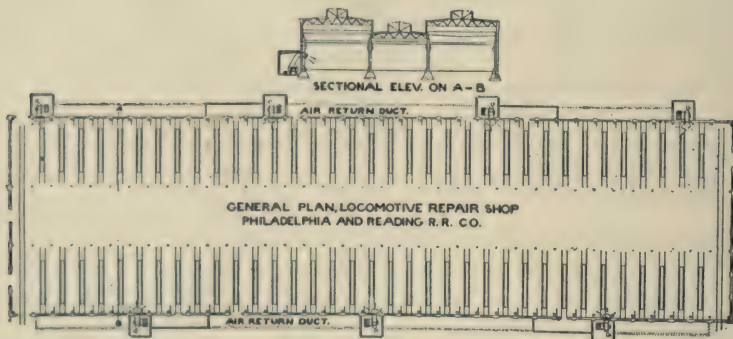 SECTIONAL ELEV. ON A-B
A
AIR RETURN DUCT.
GENERAL PLAN, LOCOMOTIVE REPAIR SHOP
PHILADELPHIA AND READING R.R. CO.
B
AIR RETURN DUCT.